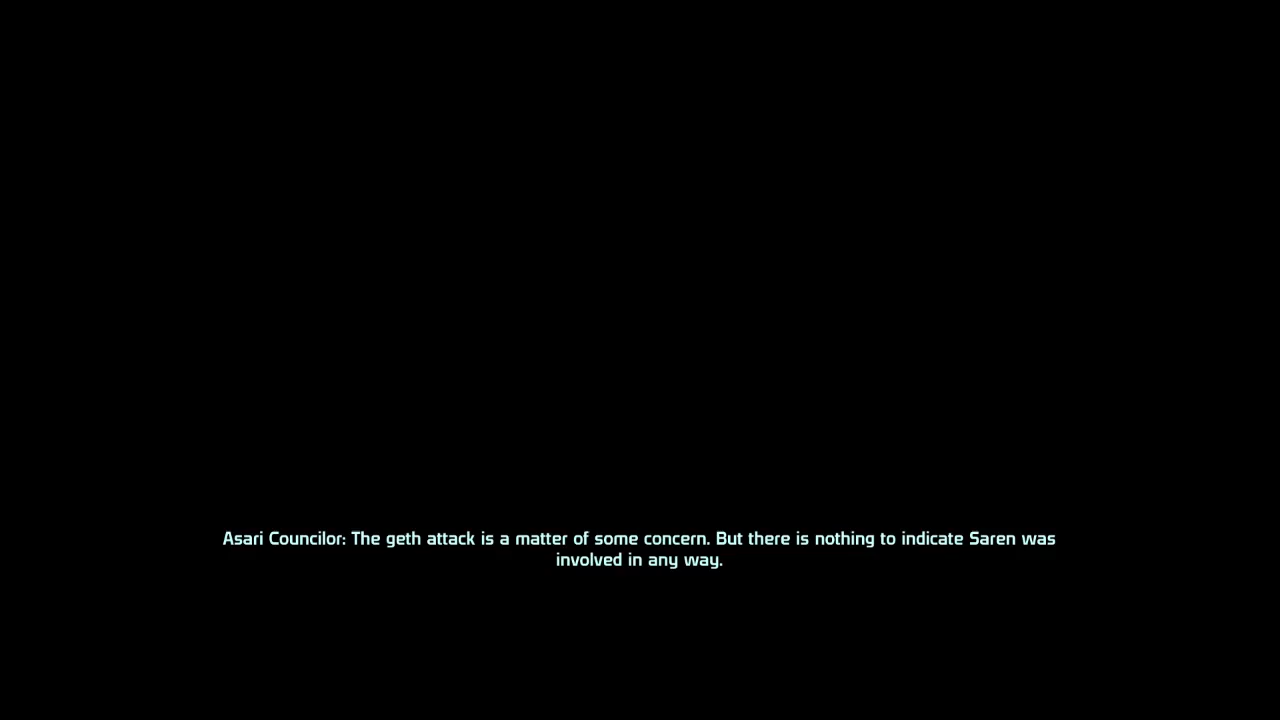 Asari Councilor: The geth attack is a matter of some concern. But there is nothing to indicate Saren was
involved in any way.